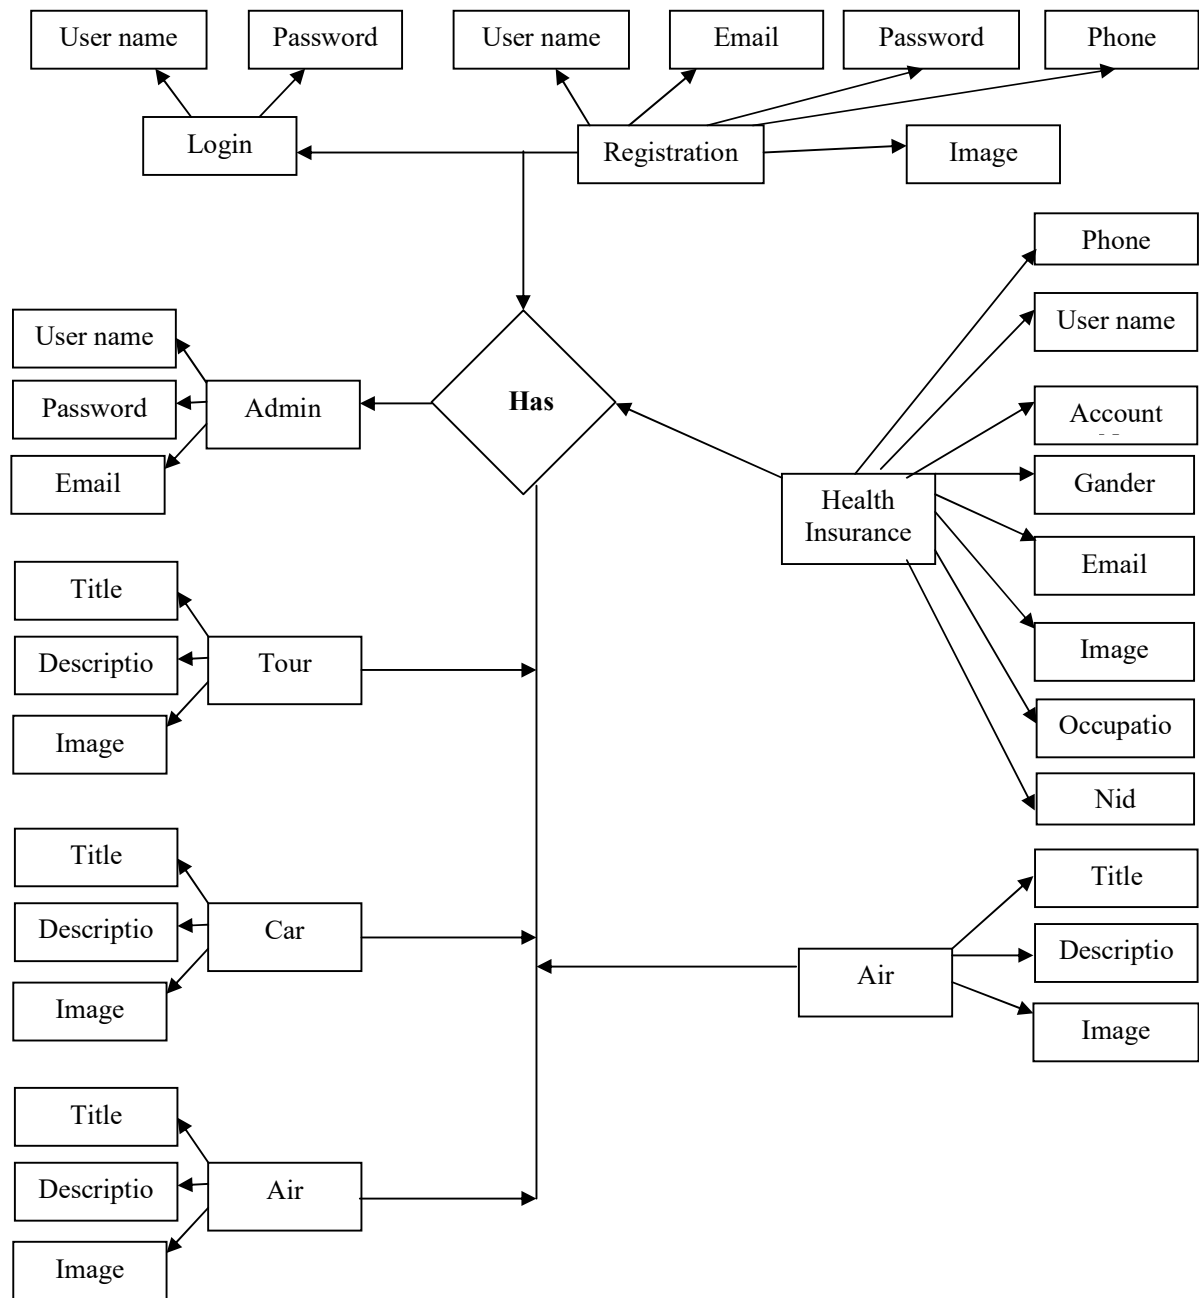 User name
Password
User name
Email
Password
Phone
Login
Registration
Image
Phone
User name
User name
Admin
Has
Password
Account
Email
Health
Insurance
Gander
Email
Title
Tour
Descriptio
Image
Image
Occupatio
Nid
Title
Car
Descriptio
Image
Title
Air
Descriptio
Image
Title
Air
Descriptio
Image